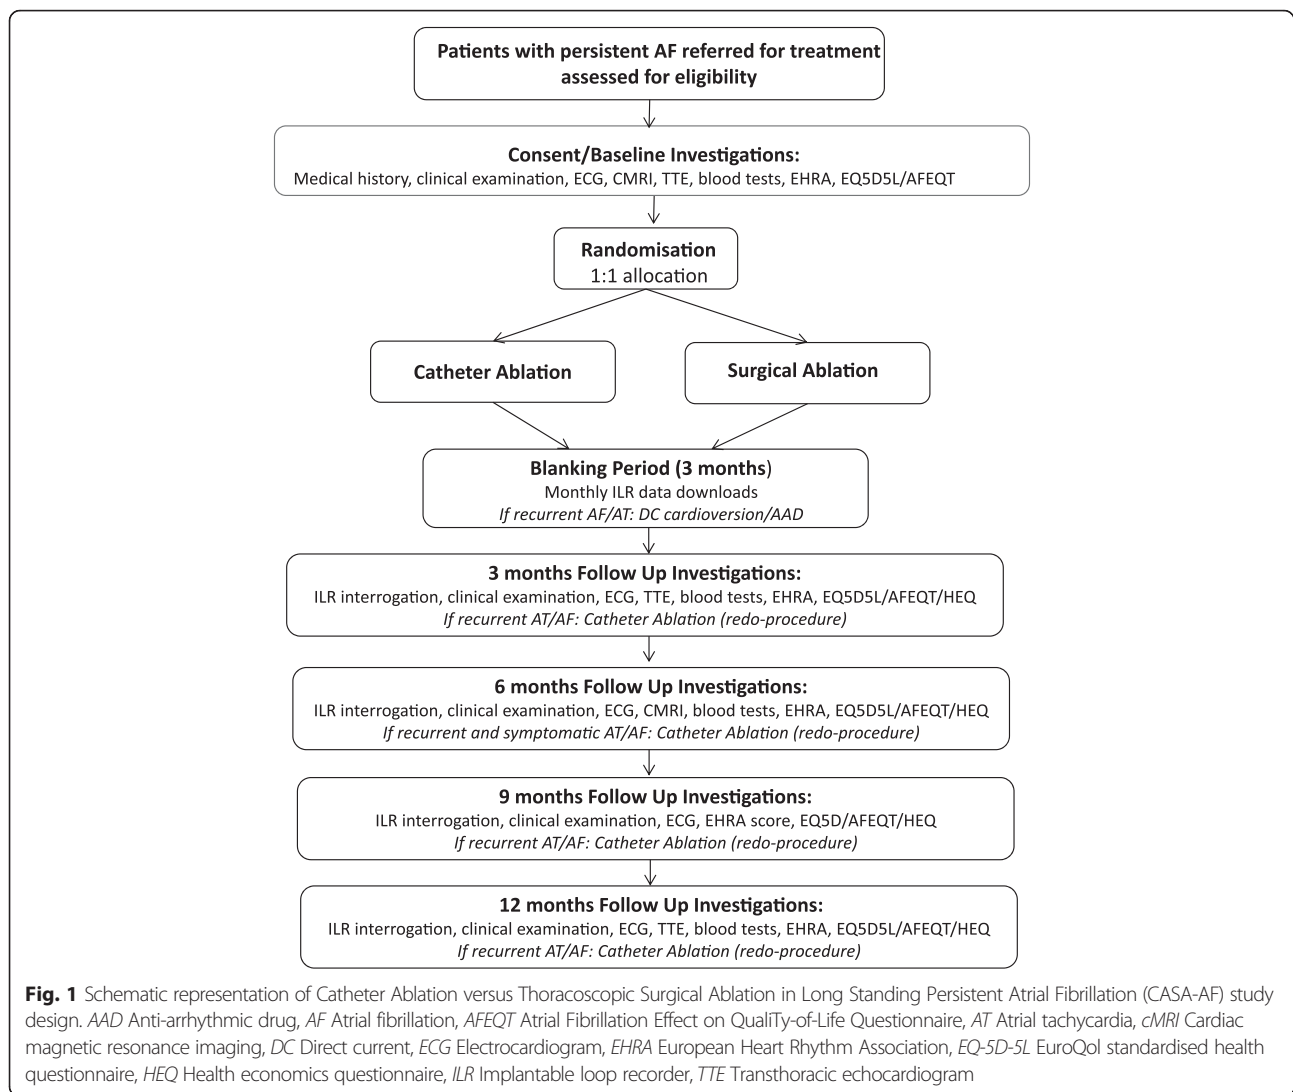 Patients with persistent AF referred for treatment
assessed for eligibility
Consent/Baseline Investigations:
Medical history, clinical examination, ECG, CMRI, TTE, blood tests, EHRA, EQ5D5L/AFEQT
Randomisation
1:1 allocation
Catheter Ablation
Surgical Ablation
Blanking Period (3 months)
Monthly ILR data downloads
If recurrent AF/AT: DC cardioversion/AAD
3 months Follow Up Investigations:
ILR interrogation, clinical examination, ECG, TTE, blood tests, EHRA, EQ5D5L/AFEQT/HEQ
If recurrent AT/AF: Catheter Ablation (redo-procedure)
6 months Follow Up Investigations:
ILR interrogation, clinical examination, ECG, CMRI, blood tests, EHRA, EQ5D5L/AFEQT/HEQ
If recurrent and symptomatic AT/AF: Catheter Ablation (redo-procedure)
9 months Follow Up Investigations:
ILR interrogation, clinical examination, ECG, EHRA score, EQ5D/AFEQT/HEQ
If recurrent AT/AF: Catheter Ablation (redo-procedure)
12 months Follow Up Investigations:
ILR interrogation, clinical examination, ECG, TTE, blood tests, EHRA, EQ5D5L/AFEQT/HEQ
If recurrent AT/AF: Catheter Ablation (redo-procedure)
Fig. 1 Schematic representation of Catheter Ablation versus Thoracoscopic Surgical Ablation in Long Standing Persistent Atrial Fibrillation (CASA-AF) study
design. AAD Anti-arrhythmic drug, AF Atrial fibrillation, AFEQT Atrial Fibrillation Effect on QualiTy-of-Life Questionnaire, AT Atrial tachycardia, cMRI Cardiac
magnetic resonance imaging, DC Direct current, ECG Electrocardiogram, EHRA European Heart Rhythm Association, EQ-5D-5L EuroQol standardised health
questionnaire, HEQ Health economics questionnaire, ILR Implantable loop recorder, TTE Transthoracic echocardiogram